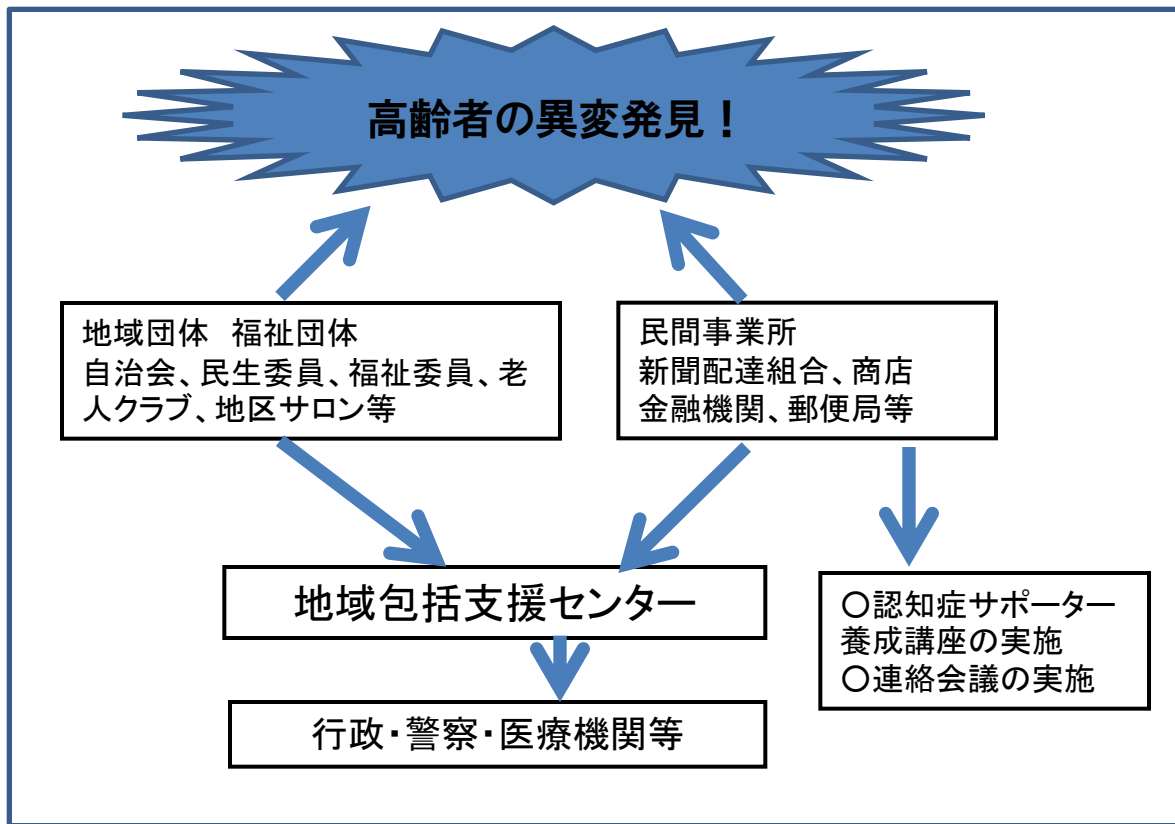 高齢者の異変発見！
地域団体　福祉団体
自治会、民生委員、福祉委員、老
人クラブ、地区サロン等
民間事業所
新聞配達組合、商店
金融機関、郵便局等
地域包括支援センター
○認知症サポーター
養成講座の実施
○連絡会議の実施
行政・警察・医療機関等